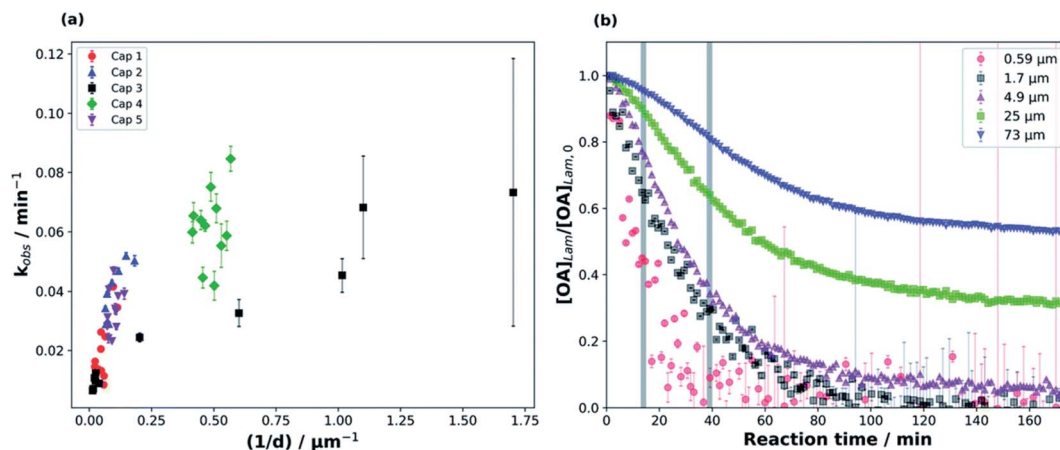 (a)
k_obs / min⁻¹
0.12
0.10
0.08
0.06
0.04
0.02
Cap 1
Cap 2
Cap 3
Cap 4
Cap 5
0.00 0.25 0.50 0.75 1.00 1.25 1.50 1.75
(1/d) / μm⁻¹
(b)
[OA]_Lam/[OA]_Lam,0
1.0
0.8
0.6
0.4
0.2
0.0
0.59 μm
1.7 μm
4.9 μm
25 μm
73 μm
0 20 40 60 80 100 120 140 160
Reaction time / min